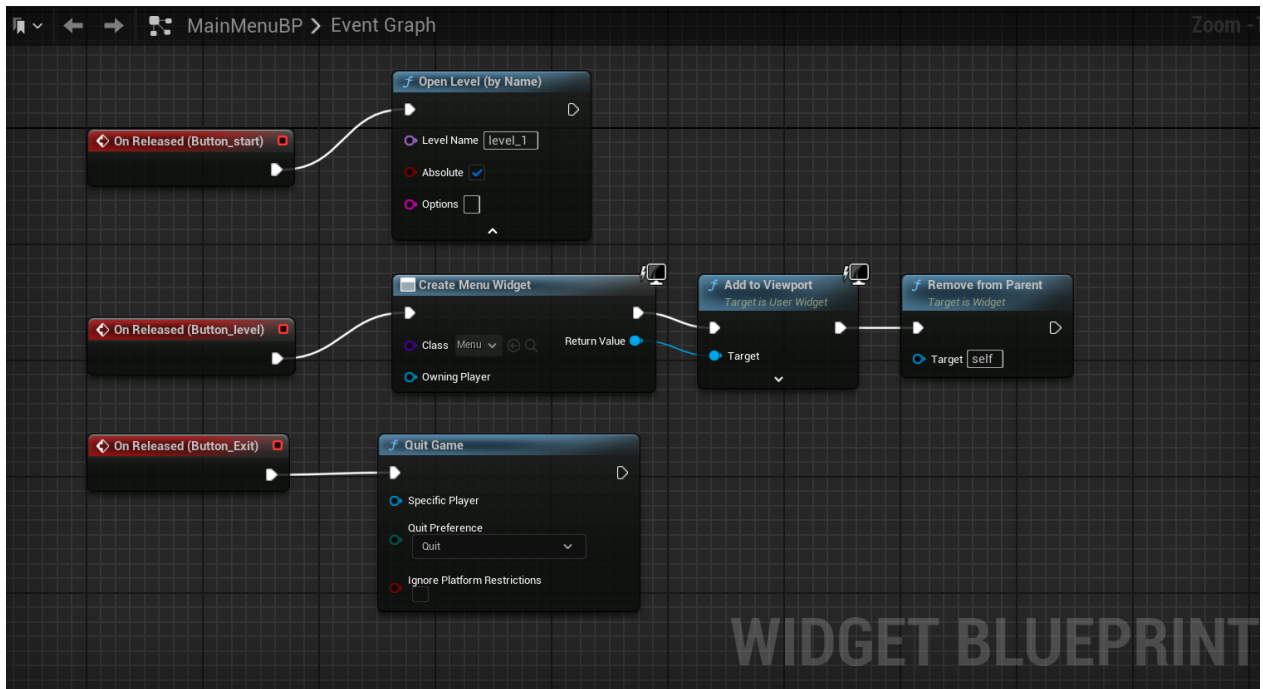 MainMenuBP > Event Graph
Zoom -1
Open Level (by Name)
On Released (Button_start)
Level Name level_1
Absolute
Options
Create Menu Widget
Add to Viewport
Target is User Widget
Remove from Parent
Target is Widget
On Released (Button_level)
Class Menu
Return Value
Target
Target self
Owning Player
On Released (Button_Exit)
Quit Game
Specific Player
Quit Preference
Quit
Ignore Platform Restrictions
WIDGET BLUEPRINT